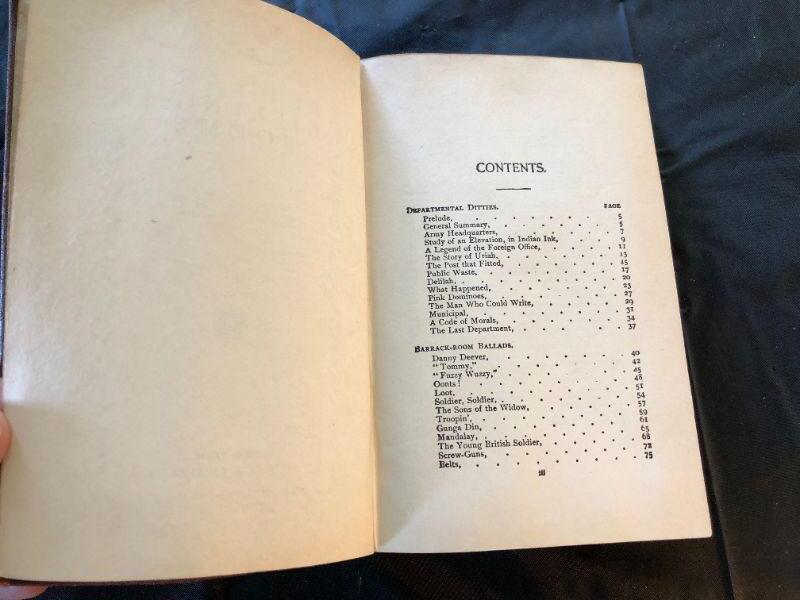 CONTENTS.
DEPARTMENTAL DITTIES. PAGE
Prelude, . . . . . . 5
General Summary, . . . . . 5
Army Headquarters, . . . . . 7
Study of an Elevation, in Indian Ink, . . . 9
A Legend of the Foreign Office, . . . . 11
The Story of Uriah, . . . . . 13
The Post that Fitted, . . . . . 15
Public Waste, . . . . . . 17
Delilah, . . . . . . . 20
What Happened, . . . . . . 23
Pink Dominoes, . . . . . . 27
The Man Who Could Write, . . . . 29
Municipal, . . . . . . . 31
A Code of Morals, . . . . . 34
The Last Department, . . . . . 37
BARRACK-ROOM BALLADS.
Danny Deever, . . . . . . 40
"Tommy," . . . . . . . 42
"Fuzzy Wuzzy," . . . . . . 45
Oonts! . . . . . . . 48
Loot, . . . . . . . 51
Soldier, Soldier, . . . . . . 54
The Sons of the Widow, . . . . . 57
Troopin', . . . . . . . 59
Gunga Din, . . . . . . . 61
Mandalay, . . . . . . . 65
The Young British Soldier, . . . . 68
Screw-Guns, . . . . . . . 72
Belts, . . . . . . . 75
iii